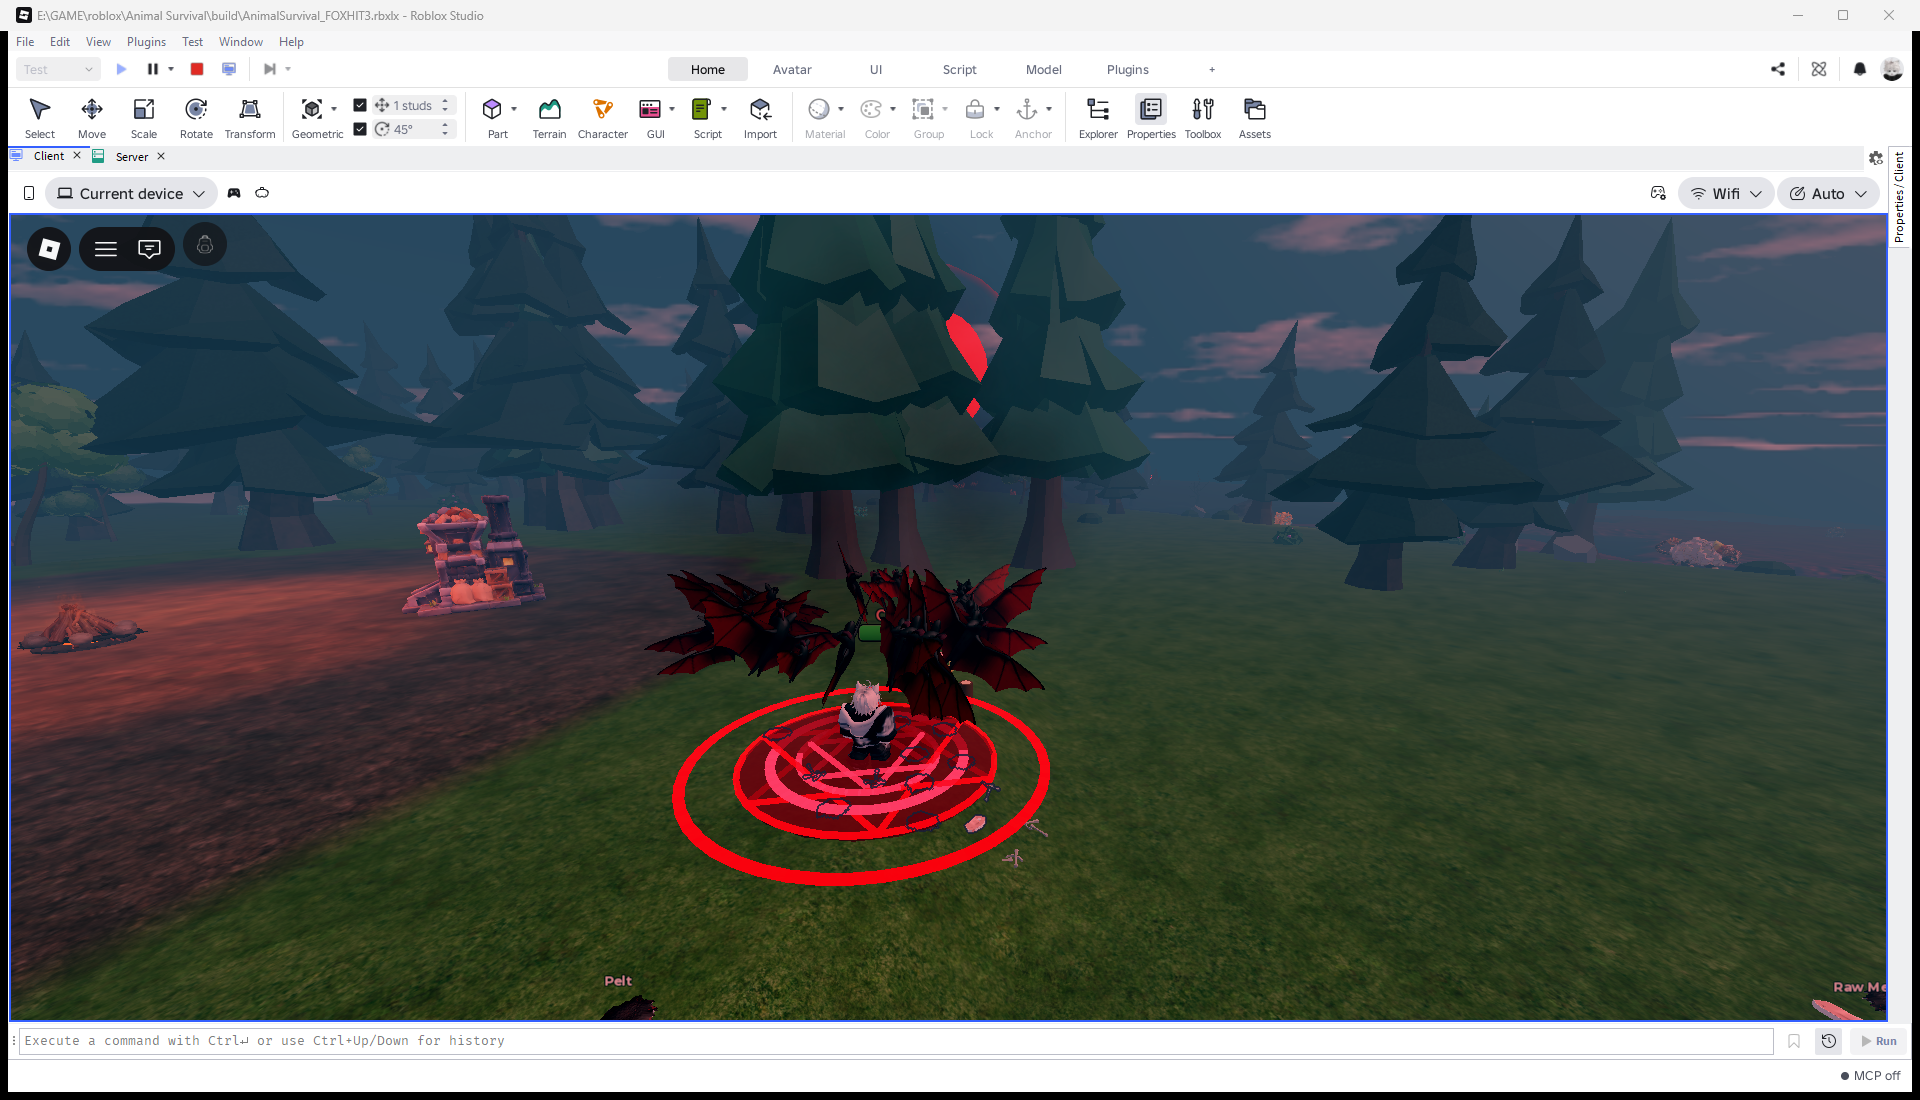 E:\GAME\roblox\Animal Survival\build\AnimalSurvival_FOXHIT3.rbxlx - Roblox Studio
File Edit View Plugins Test Window Help
Test
Home Avatar UI Script Model Plugins +
1 studs
45°
Select Move Scale Rotate Transform Geometric Part Terrain Character GUI Script Import Material Color Group Lock Anchor Explorer Properties Toolbox Assets
Client Server
Properties / Client
Current device
Wifi
Auto
Pelt
Raw Me
Execute a command with Ctrl↵ or use Ctrl+Up/Down for history
Run
MCP off